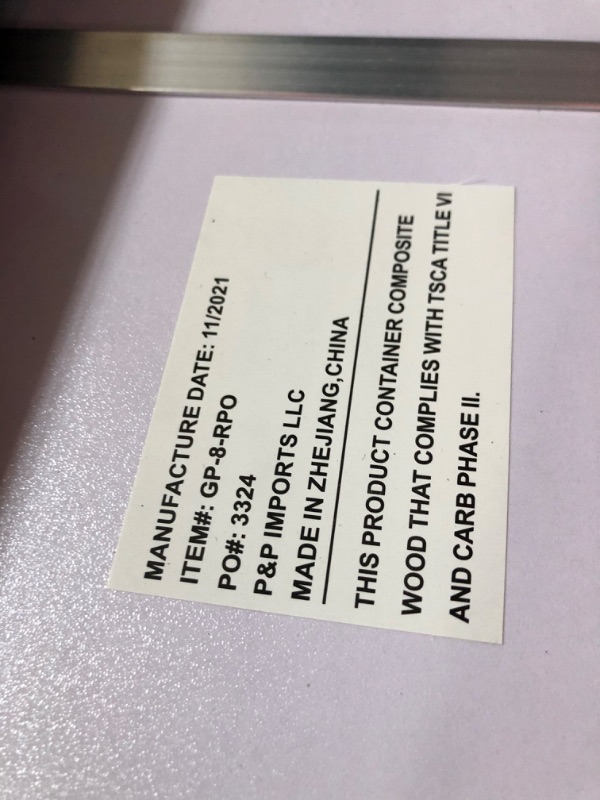 MANUFACTURE DATE: 11/2021
ITEM#: GP-8-RPO
PO#: 3324
P&P IMPORTS LLC
MADE IN ZHEJIANG,CHINA
THIS PRODUCT CONTAINER COMPOSITE
WOOD THAT COMPLIES WITH TSCA TITLE VI
AND CARB PHASE II.